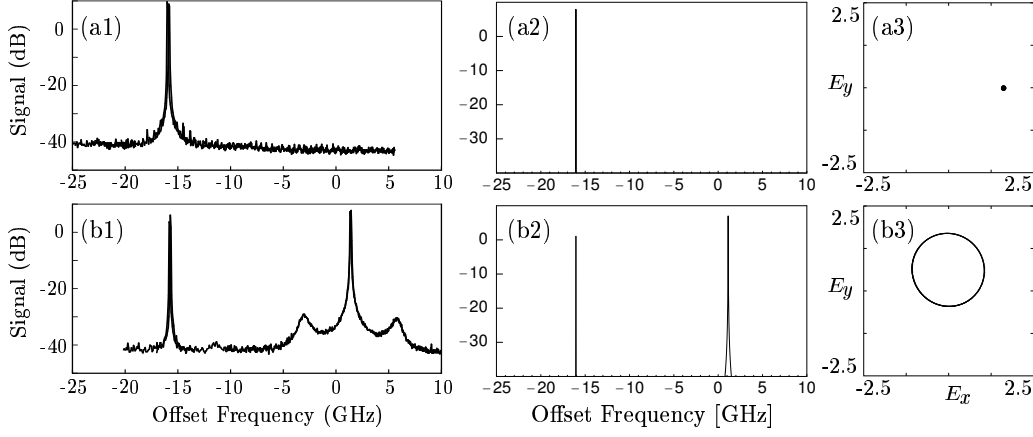 (a1)
Signal (dB)
0
-20
-40
-25 -20 -15 -10 -5 0 5 10
(a2)
0
-10
-20
-30
-25 -20 -15 -10 -5 0 5 10
(a3)
2.5
Ey
-2.5
-2.5 2.5
(b1)
Signal (dB)
0
-20
-40
-25 -20 -15 -10 -5 0 5 10
Offset Frequency (GHz)
(b2)
0
-10
-20
-30
-25 -20 -15 -10 -5 0 5 10
Offset Frequency [GHz]
(b3)
2.5
Ey
-2.5
-2.5 2.5
Ex